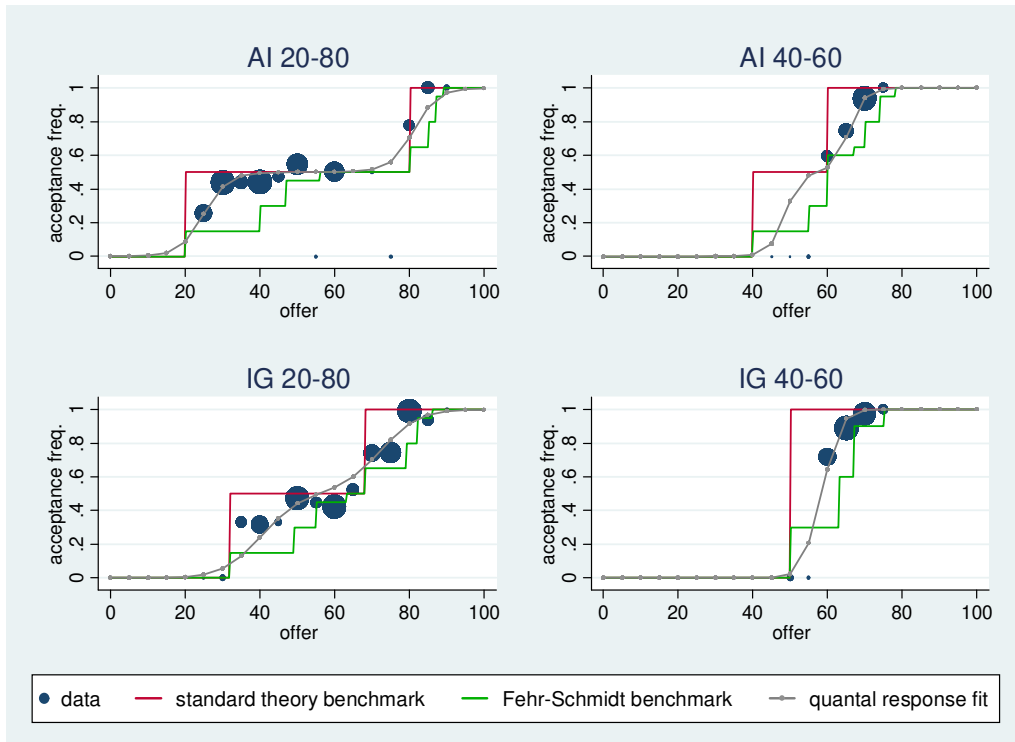 AI 20-80
acceptance freq.
0 .2 .4 .6 .8 1
0 20 40 60 80 100
offer
AI 40-60
acceptance freq.
0 .2 .4 .6 .8 1
0 20 40 60 80 100
offer
IG 20-80
acceptance freq.
0 .2 .4 .6 .8 1
0 20 40 60 80 100
offer
IG 40-60
acceptance freq.
0 .2 .4 .6 .8 1
0 20 40 60 80 100
offer
data standard theory benchmark Fehr-Schmidt benchmark quantal response fit